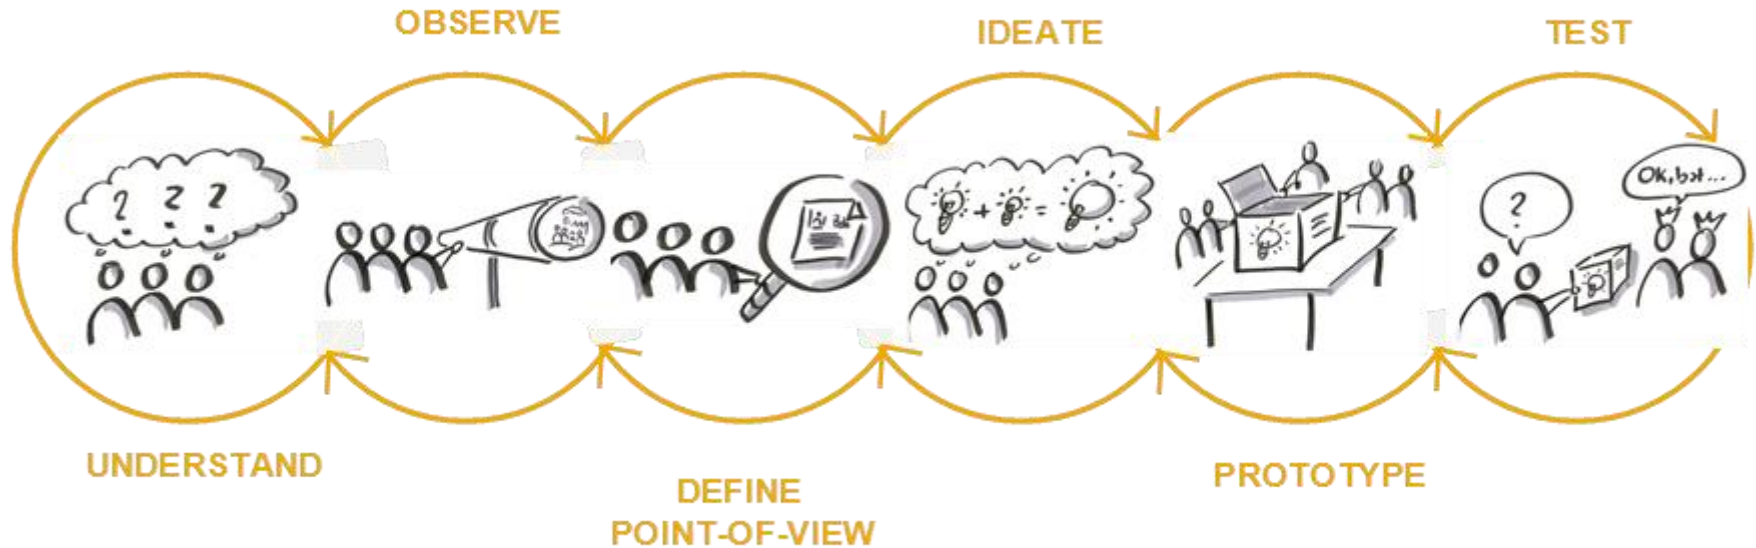 OBSERVE
IDEATE
TEST
? ? ?
+ =
?
Ok, but...
UNDERSTAND
DEFINE
POINT-OF-VIEW
PROTOTYPE